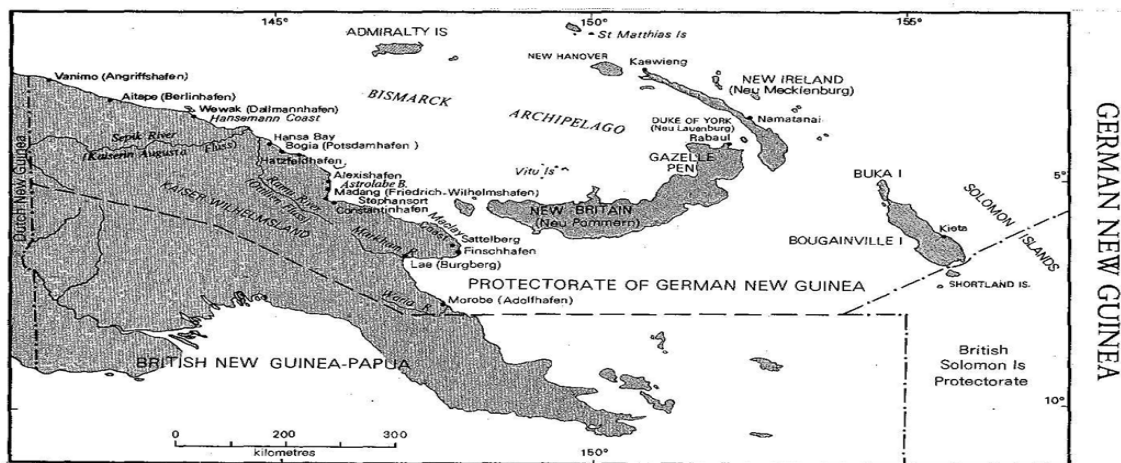 145°
150°
155°
ADMIRALTY IS
St Matthias Is
NEW HANOVER
Kaewieng
Vanimo (Angriffshafen)
NEW IRELAND
(Neu Mecklenburg)
Aitape (Berlinhafen)
BISMARCK
ARCHIPELAGO
Wewak (Dallmannhafen)
Hansemann Coast
Namatanai
DUKE OF YORK
(Neu Lauenburg)
Rabaul
Sepik River
(Kaiserin Augusta Fluss)
Hansa Bay
Bogia (Potsdamhafen)
Hatzfeldhafen
GAZELLE
PEN
Vitu Is
Dutch New Guinea
Alexishafen
Astrolabe B.
Madang (Friedrich-Wilhelmshafen)
Stephansort
Constantinhafen
Ramu River
(Ottilien Fluss)
KAISER WILHELMSLAND
BUKA I
5°
NEW BRITAIN
(Neu Pommern)
SOLOMON ISLANDS
Maclay
Coast
Markham R.
Sattelberg
Finschhafen
Kieta
BOUGAINVILLE I
Lae (Burgberg)
PROTECTORATE OF GERMAN NEW GUINEA
SHORTLAND IS.
Waria R.
Morobe (Adolfhafen)
BRITISH NEW GUINEA-PAPUA
British
Solomon Is
Protectorate
10°
0 100 200 300
kilometres
150°
GERMAN NEW GUINEA